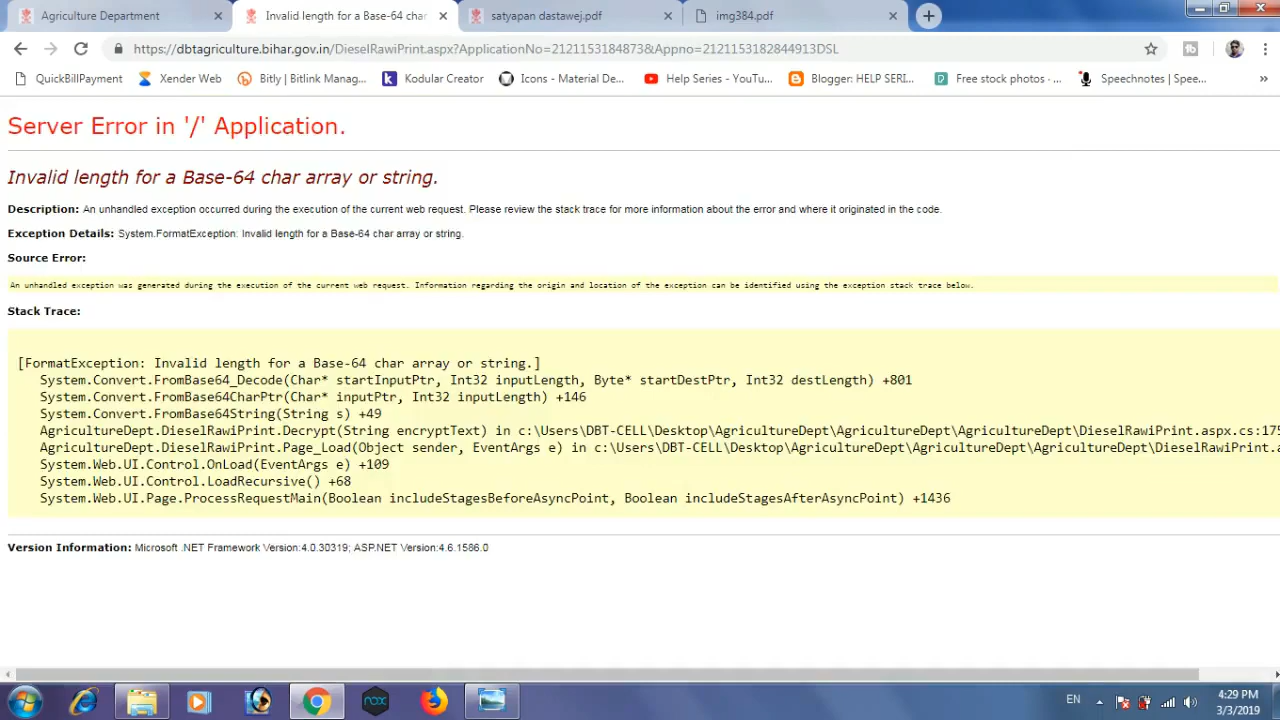 Agriculture Department
Invalid length for a Base-64 char
satyapan dastawej.pdf
img384.pdf
https://dbtagriculture.bihar.gov.in/DieselRawiPrint.aspx?ApplicationNo=2121153184873&Appno=2121153182844913DSL
QuickBillPayment
Xender Web
Bitly | Bitlink Manag...
Kodular Creator
Icons - Material De...
Help Series - YouTu...
Blogger: HELP SERI...
Free stock photos · ...
Speechnotes | Spee...
»
Server Error in '/' Application.
Invalid length for a Base-64 char array or string.
Description: An unhandled exception occurred during the execution of the current web request. Please review the stack trace for more information about the error and where it originated in the code.
Exception Details: System.FormatException: Invalid length for a Base-64 char array or string.
Source Error:
An unhandled exception was generated during the execution of the current web request. Information regarding the origin and location of the exception can be identified using the exception stack trace below.
Stack Trace:
[FormatException: Invalid length for a Base-64 char array or string.]
System.Convert.FromBase64_Decode(Char* startInputPtr, Int32 inputLength, Byte* startDestPtr, Int32 destLength) +801
System.Convert.FromBase64CharPtr(Char* inputPtr, Int32 inputLength) +146
System.Convert.FromBase64String(String s) +49
AgricultureDept.DieselRawiPrint.Decrypt(String encryptText) in c:\Users\DBT-CELL\Desktop\AgricultureDept\AgricultureDept\AgricultureDept\DieselRawiPrint.aspx.cs:175
AgricultureDept.DieselRawiPrint.Page_Load(Object sender, EventArgs e) in c:\Users\DBT-CELL\Desktop\AgricultureDept\AgricultureDept\AgricultureDept\DieselRawiPrint.a
System.Web.UI.Control.OnLoad(EventArgs e) +109
System.Web.UI.Control.LoadRecursive() +68
System.Web.UI.Page.ProcessRequestMain(Boolean includeStagesBeforeAsyncPoint, Boolean includeStagesAfterAsyncPoint) +1436
Version Information: Microsoft .NET Framework Version:4.0.30319; ASP.NET Version:4.6.1586.0
nox
EN
4:29 PM
3/3/2019